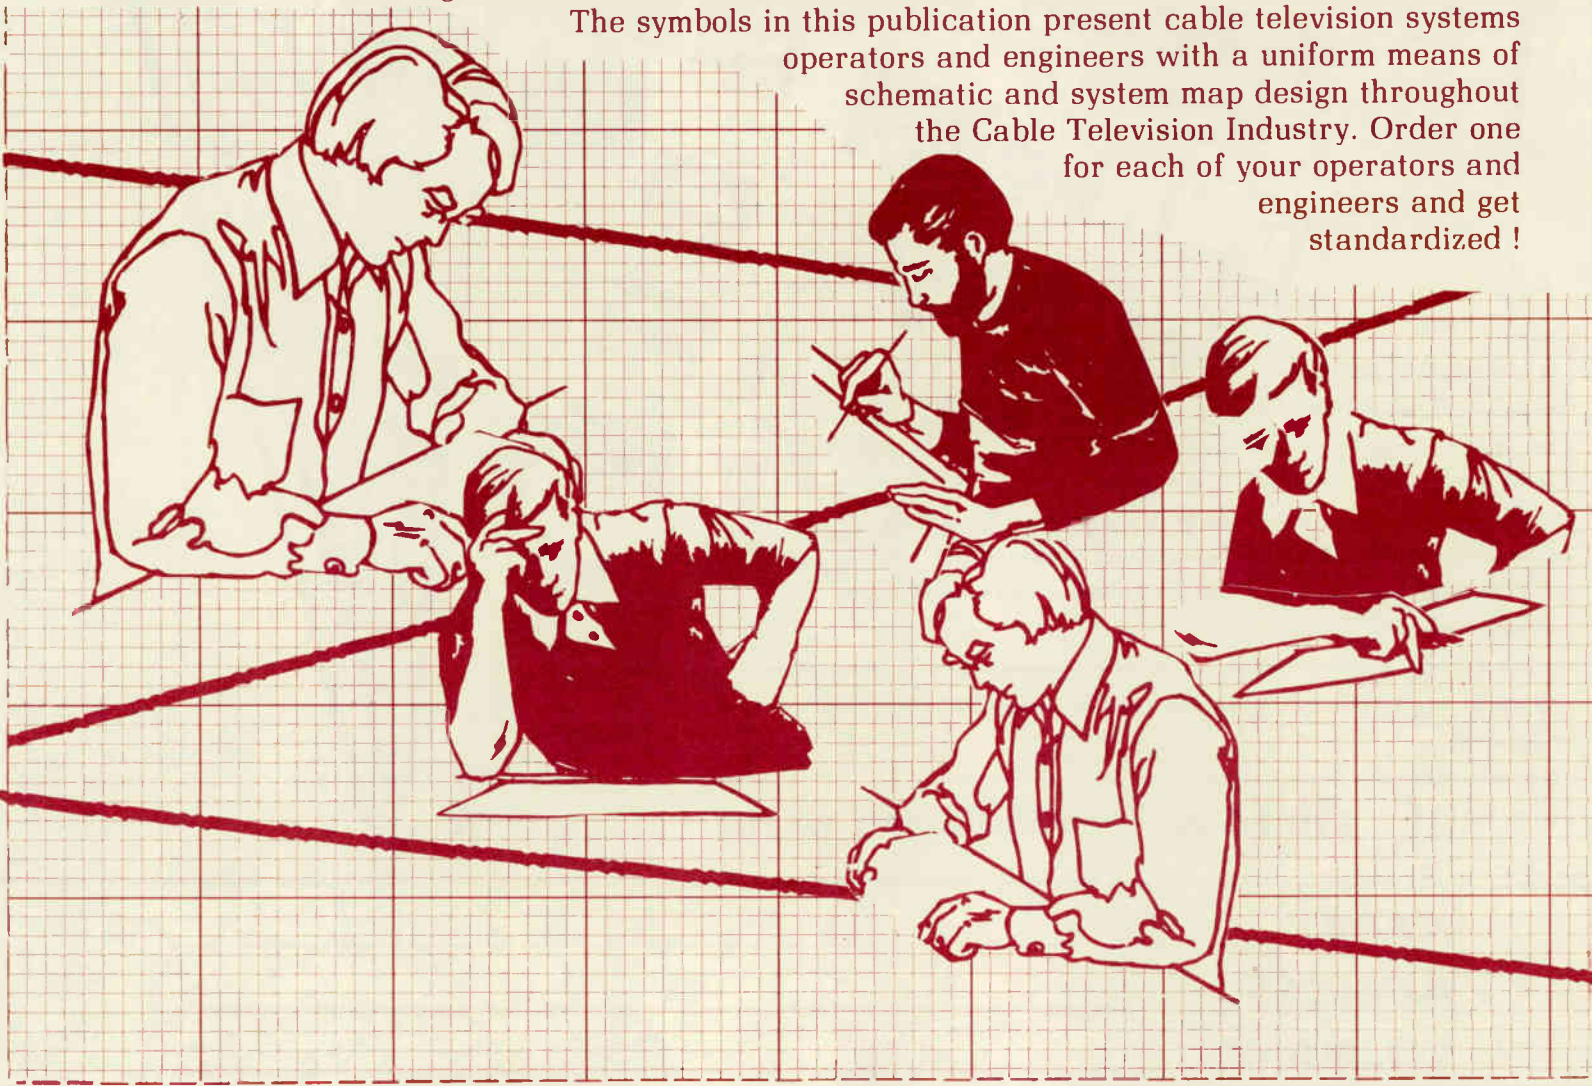 The symbols in this publication present cable television systems
operators and engineers with a uniform means of
schematic and system map design throughout
the Cable Television Industry. Order one
for each of your operators and
engineers and get
standardized !